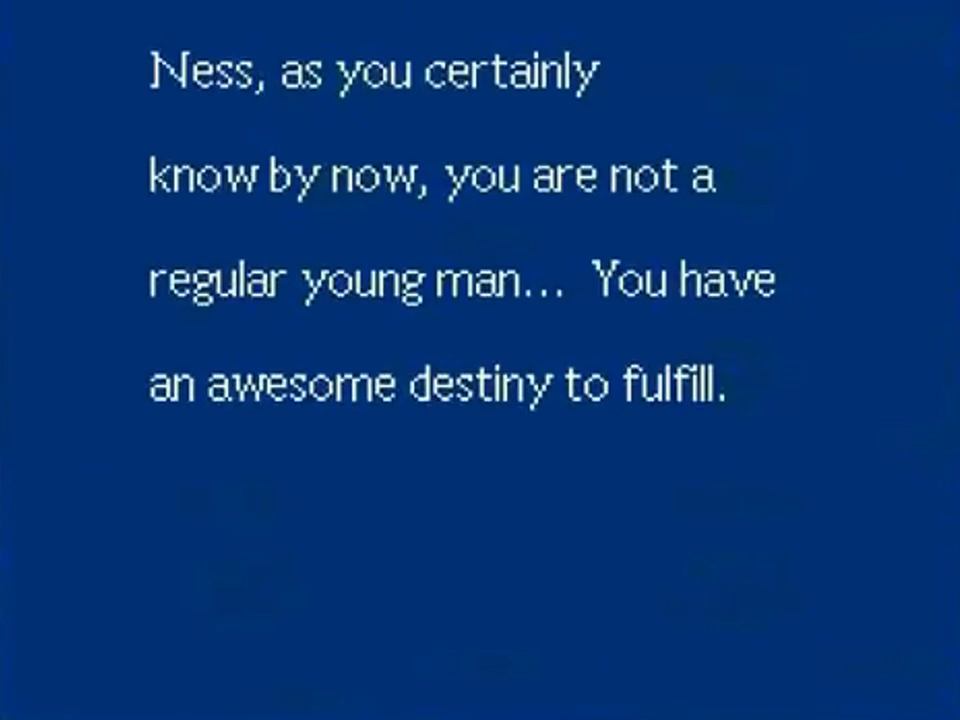 Ness, as you certainly
know by now, you are not a
regular young man... You have
an awesome destiny to fulfill.